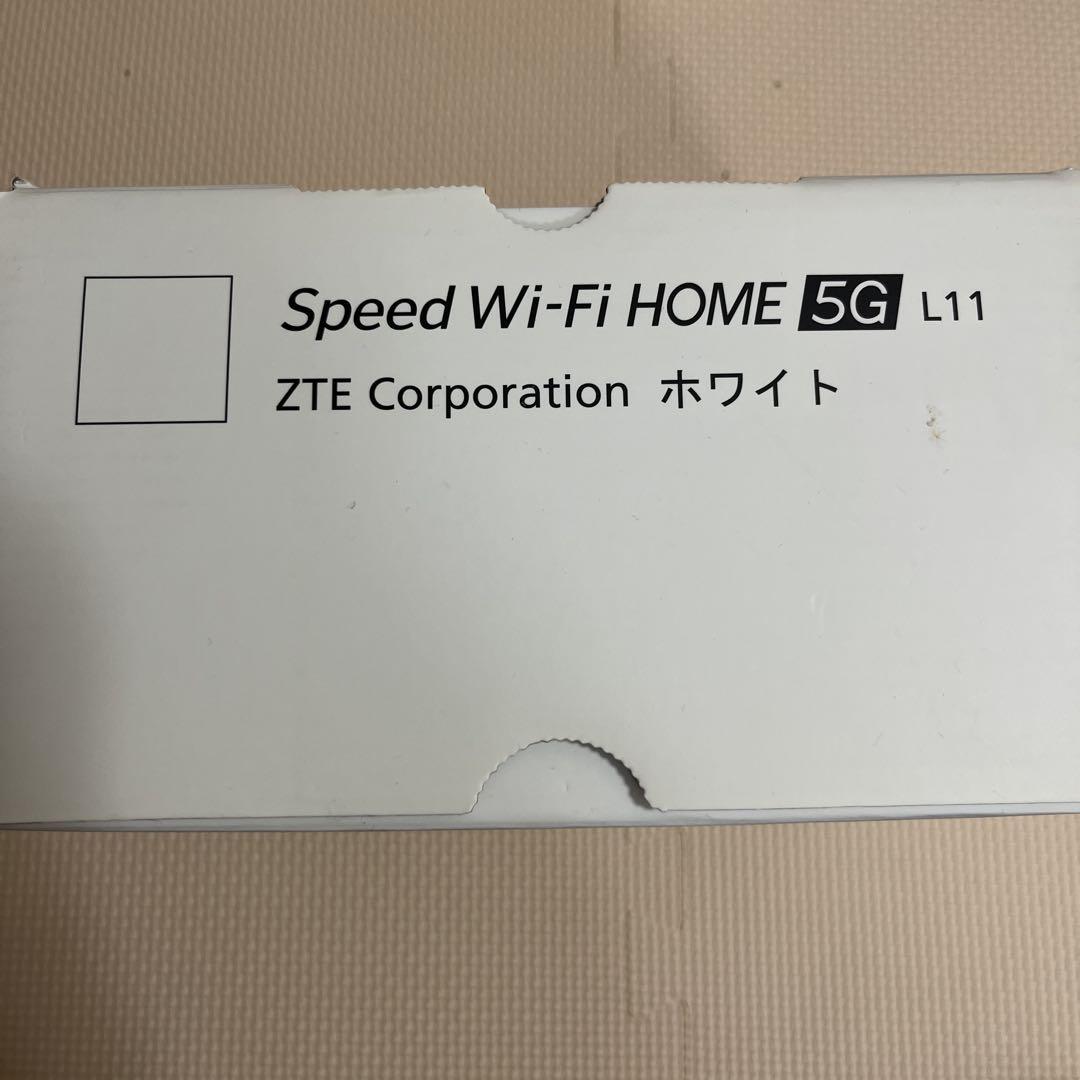 Speed Wi-Fi HOME 5G L11
ZTE Corporation ホワイト